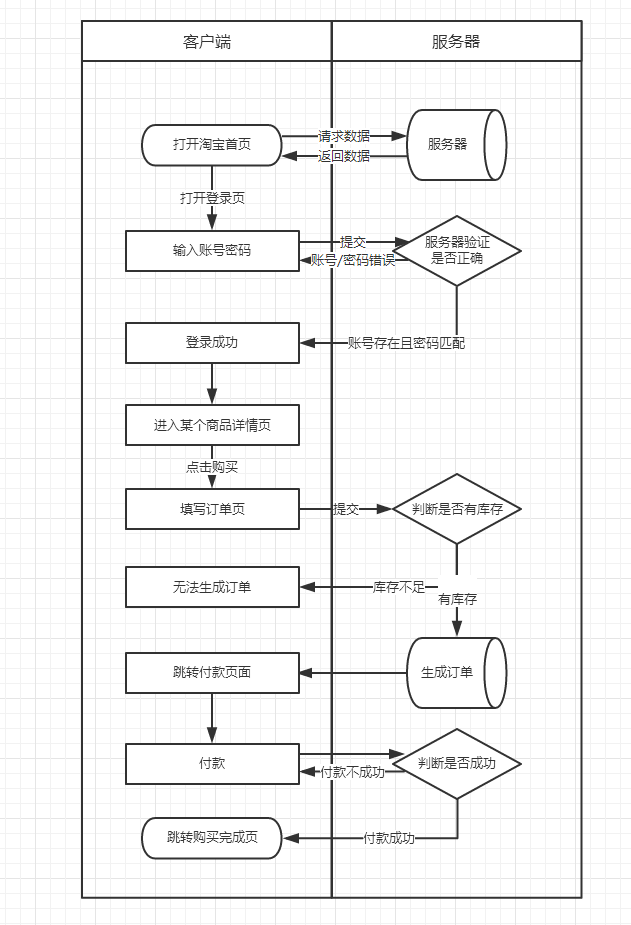 客户端
服务器
打开淘宝首页
请求数据
返回数据
服务器
打开登录页
输入账号密码
提交
账号/密码错误
服务器验证
是否正确
登录成功
账号存在且密码匹配
进入某个商品详情页
点击购买
填写订单页
提交
判断是否有库存
无法生成订单
库存不足
有库存
跳转付款页面
生成订单
付款
付款不成功
判断是否成功
跳转购买完成页
付款成功